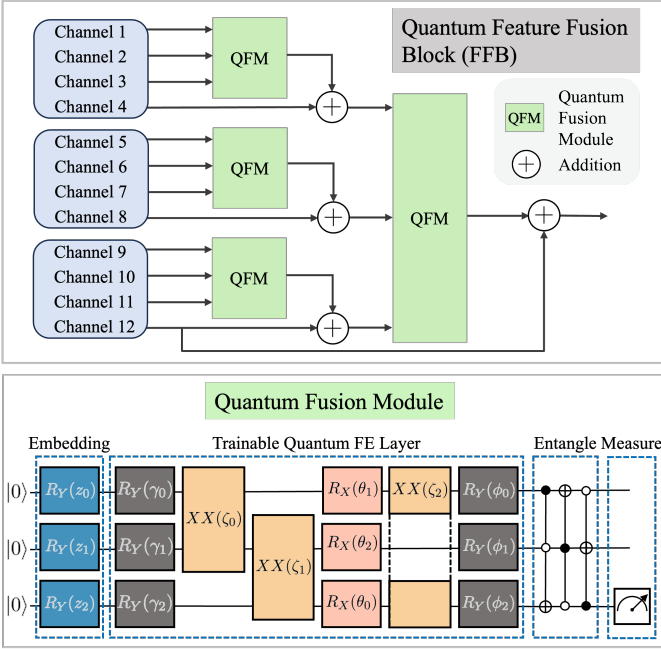 Quantum Feature Fusion
Block (FFB)
Channel 1
Channel 2
Channel 3
Channel 4
QFM
Channel 5
Channel 6
Channel 7
Channel 8
QFM
Channel 9
Channel 10
Channel 11
Channel 12
QFM
QFM
QFM
Quantum
Fusion
Module
Addition
Quantum Fusion Module
Embedding
Trainable Quantum FE Layer
Entangle Measure
|0⟩ R_Y(z_0) R_Y(γ_0) XX(ζ_0) R_X(θ_1) XX(ζ_2) R_Y(ϕ_0)
|0⟩ R_Y(z_1) R_Y(γ_1) XX(ζ_1) R_X(θ_2) R_Y(ϕ_1)
|0⟩ R_Y(z_2) R_Y(γ_2) R_X(θ_0) R_Y(ϕ_2)